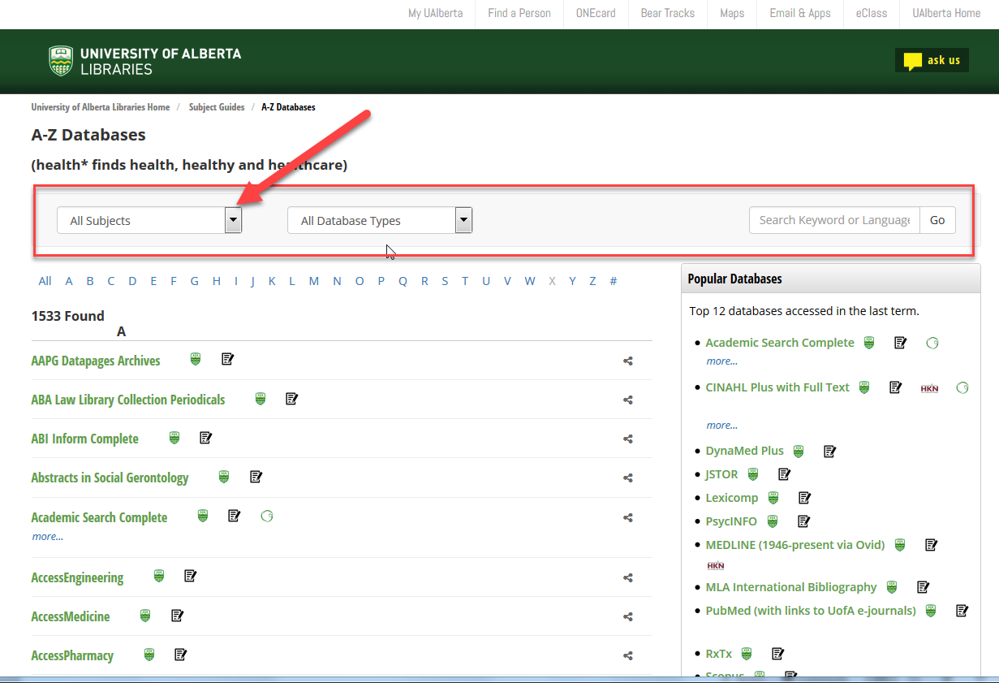 My UAlberta Find a Person ONEcard Bear Tracks Maps Email & Apps eClass UAlberta Home
UNIVERSITY OF ALBERTA
LIBRARIES
ask us
University of Alberta Libraries Home / Subject Guides / A-Z Databases
A-Z Databases
(health* finds health, healthy and healthcare)
All Subjects All Database Types Search Keyword or Language Go
All A B C D E F G H I J K L M N O P Q R S T U V W X Y Z #
1533 Found
A
AAPG Datapages Archives
ABA Law Library Collection Periodicals
ABI Inform Complete
Abstracts in Social Gerontology
Academic Search Complete
more...
AccessEngineering
AccessMedicine
AccessPharmacy
Popular Databases
Top 12 databases accessed in the last term.
Academic Search Complete
more...
CINAHL Plus with Full Text HKN
more...
DynaMed Plus
JSTOR
Lexicomp
PsycINFO
MEDLINE (1946-present via Ovid)
HKN
MLA International Bibliography
PubMed (with links to UofA e-journals)
RxTx
Scopus